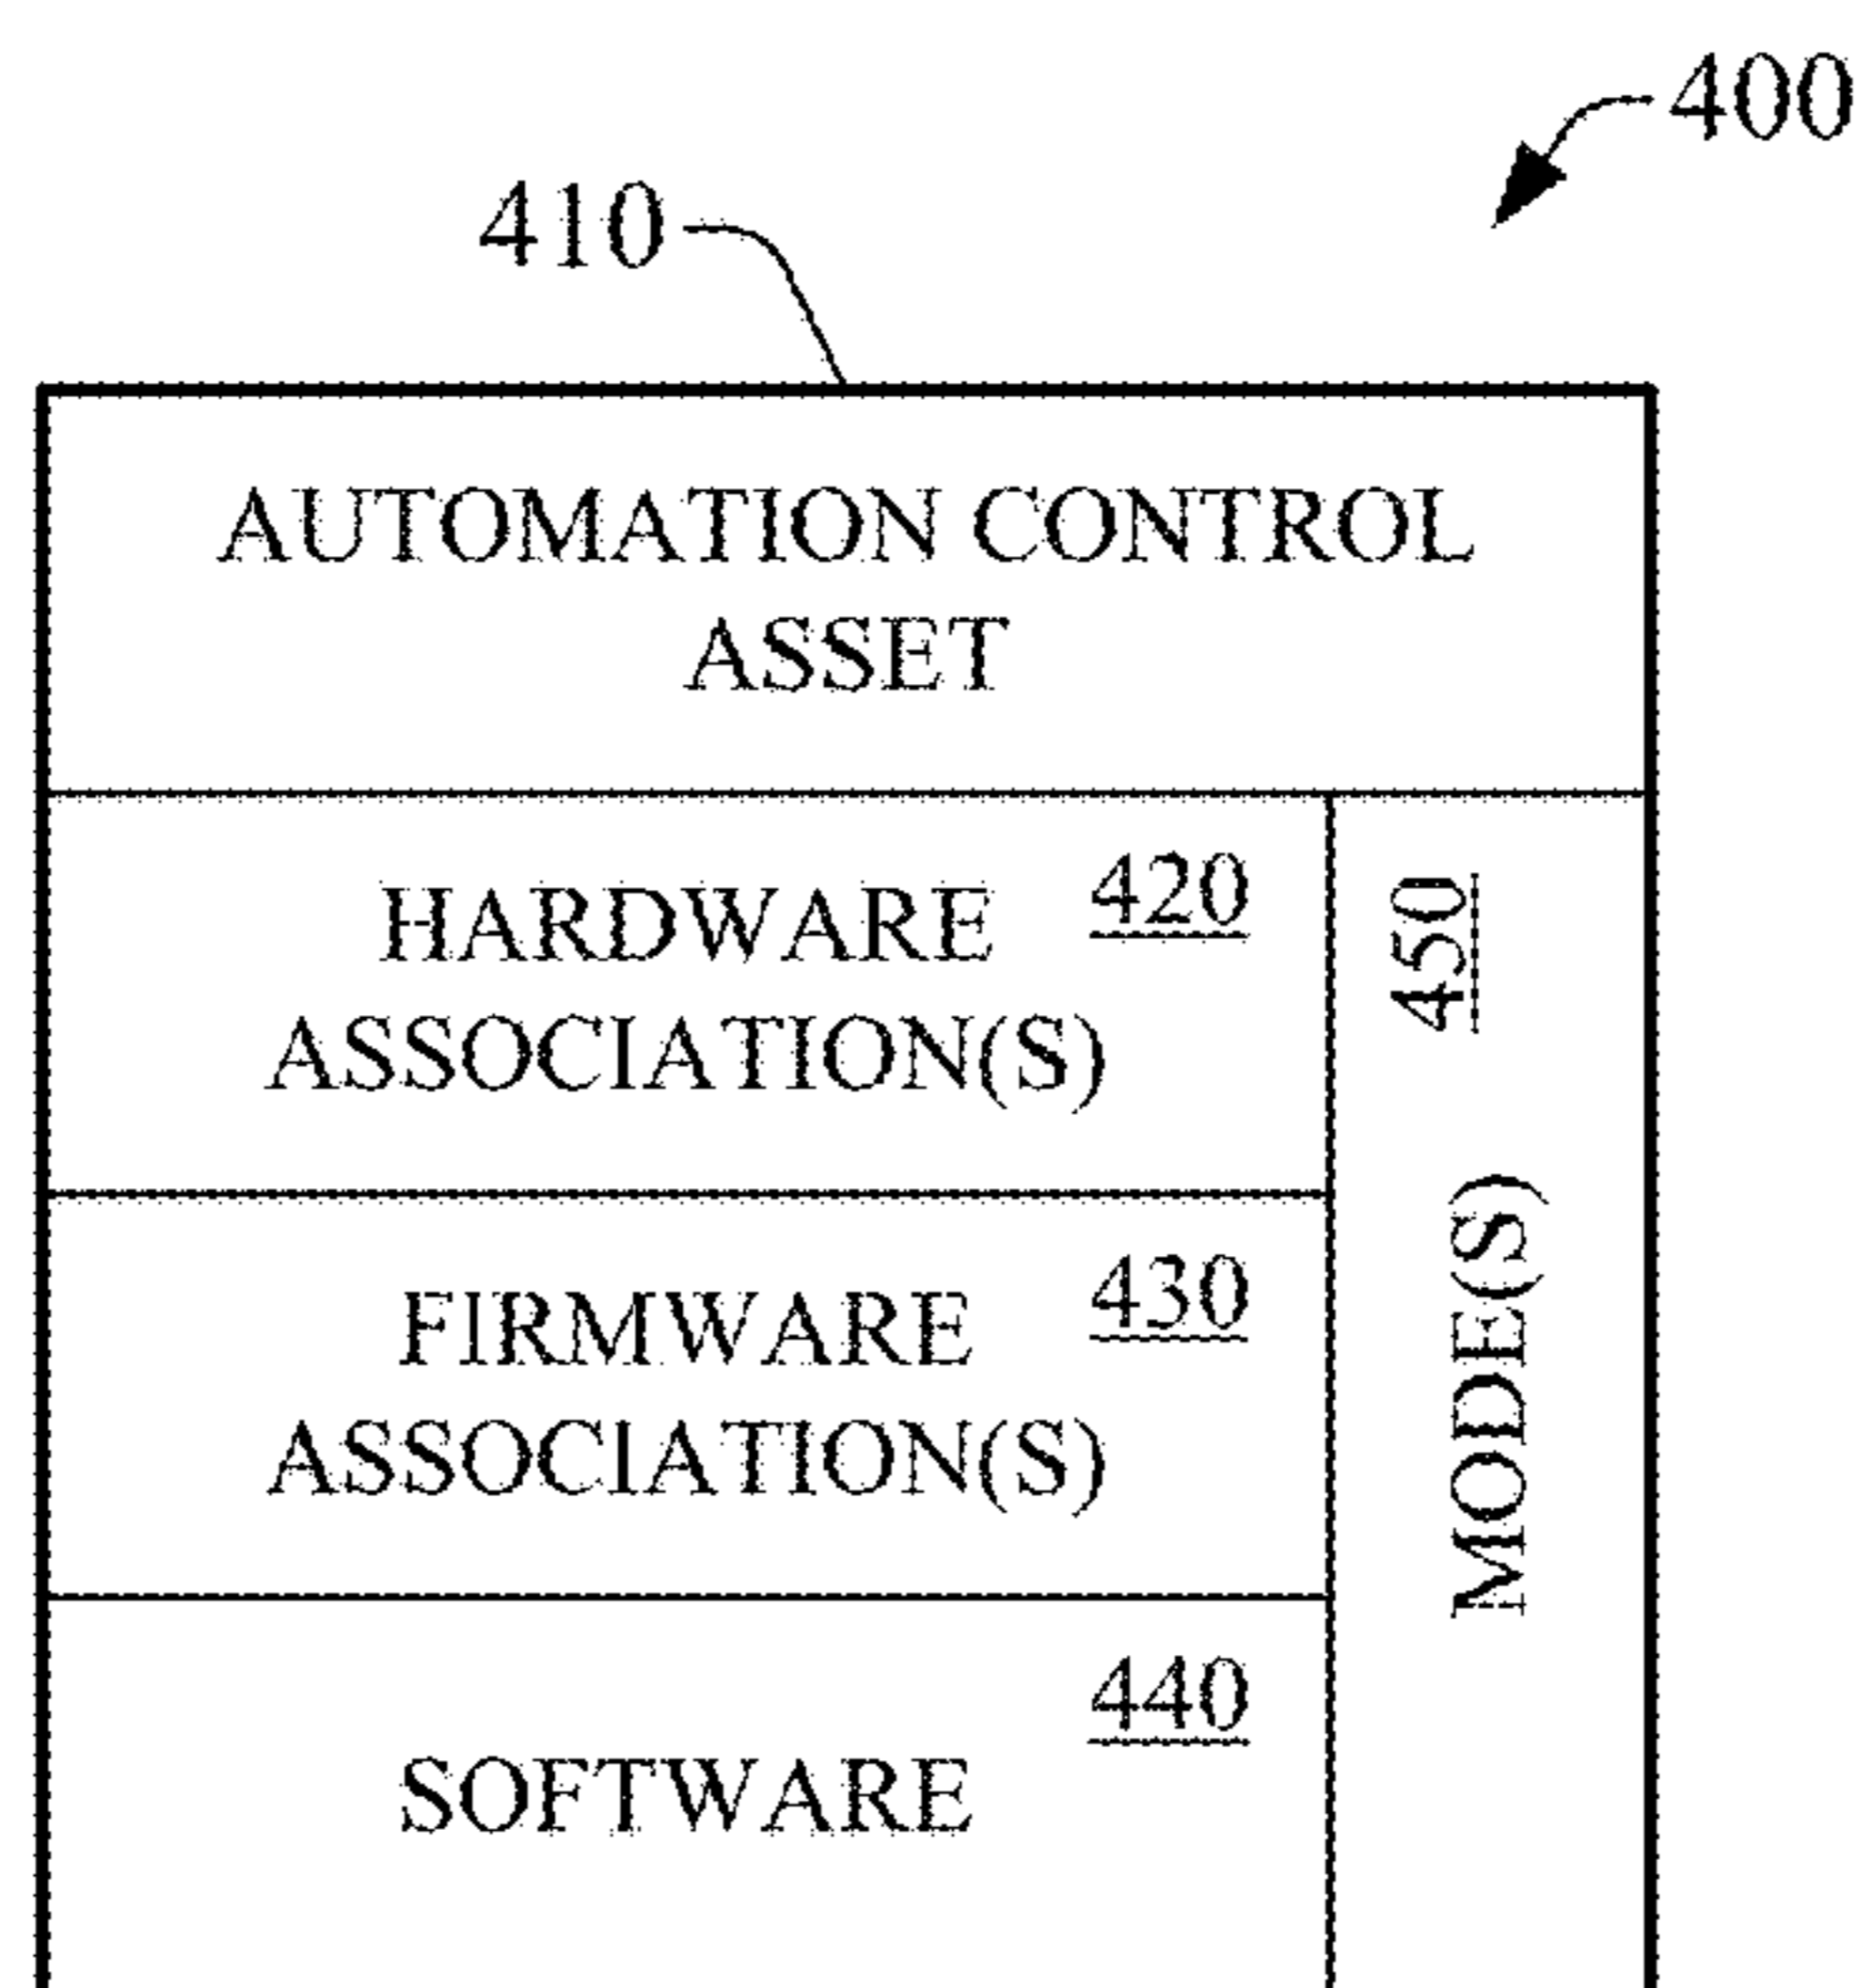 400
410
AUTOMATION CONTROL
ASSET
HARDWARE 420
ASSOCIATION(S)
450
MODE(S)
FIRMWARE 430
ASSOCIATION(S)
440
SOFTWARE